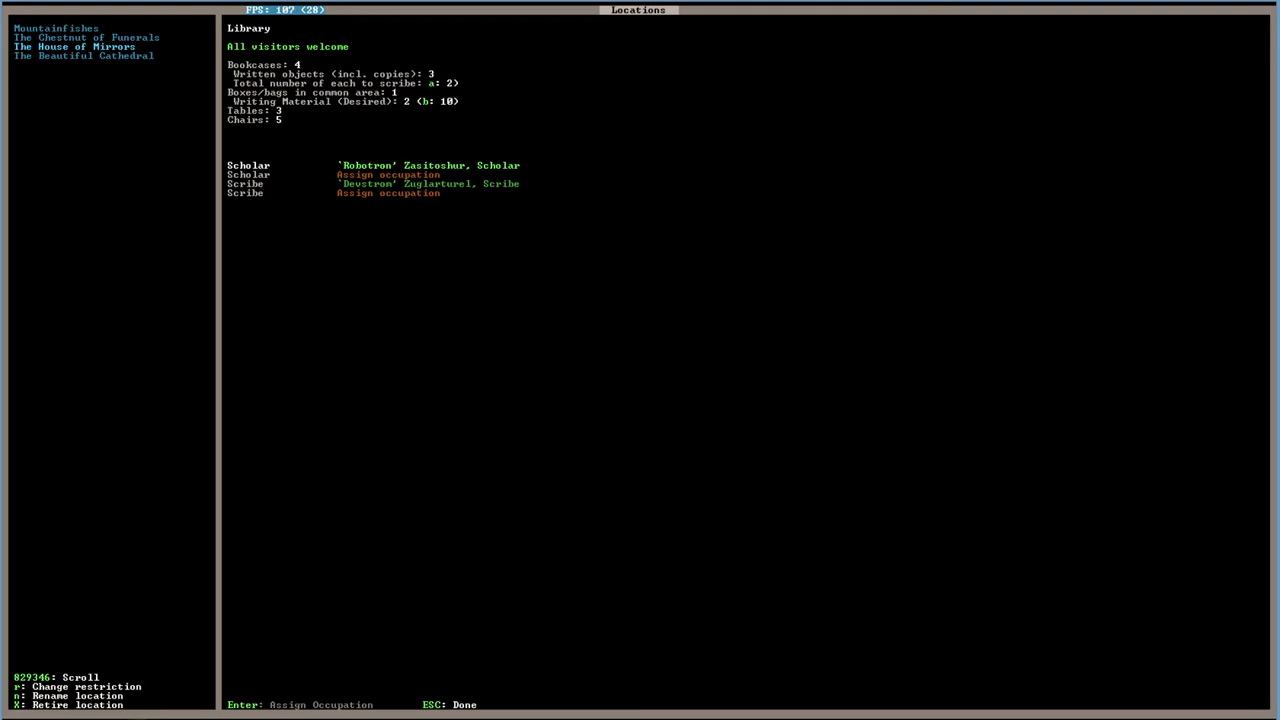 FPS: 107 (28)
Locations
Mountainfishes
The Chestnut of Funerals
The House of Mirrors
The Beautiful Cathedral
Library
All visitors welcome
Bookcases: 4
Written objects (incl. copies): 3
Total number of each to scribe: a: 2)
Boxes/bags in common area: 1
Writing Material (Desired): 2 (b: 10)
Tables: 3
Chairs: 5
Scholar `Robotron' Zasitoshur, Scholar
Scholar Assign occupation
Scribe `Devstrom' Zuglarturel, Scribe
Scribe Assign occupation
829346: Scroll
r: Change restriction
n: Rename location
X: Retire location
Enter: Assign Occupation ESC: Done